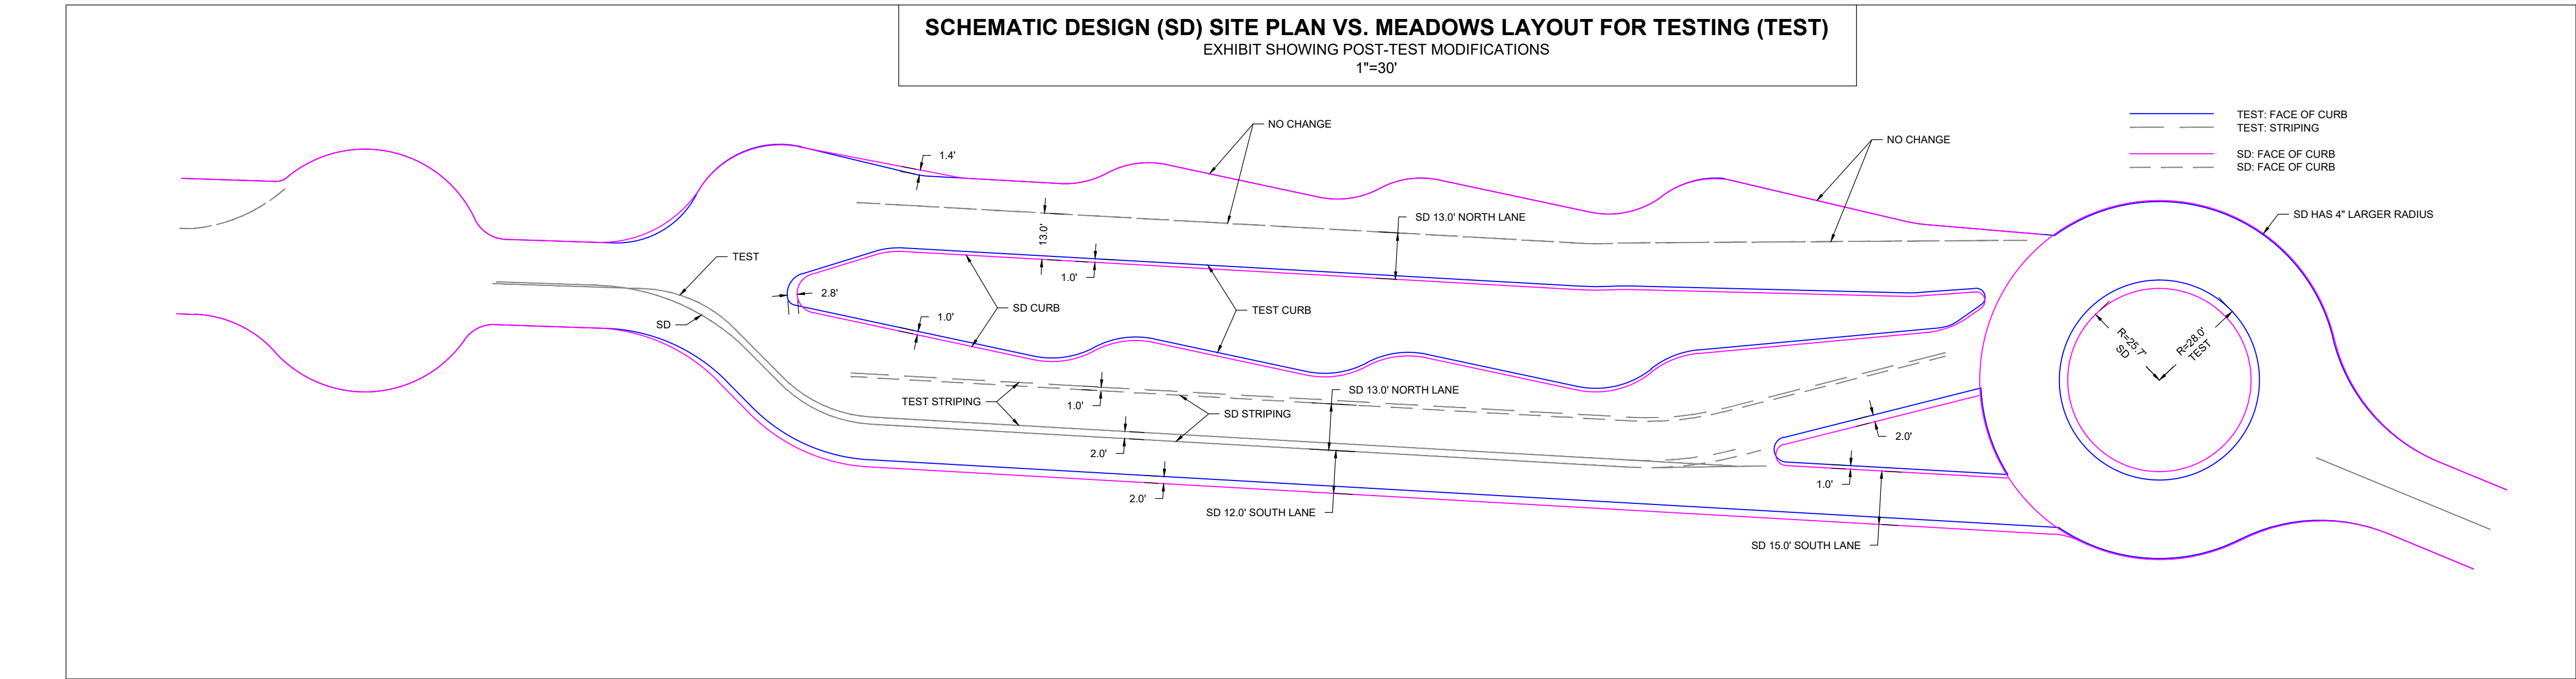 SCHEMATIC DESIGN (SD) SITE PLAN VS. MEADOWS LAYOUT FOR TESTING (TEST)
EXHIBIT SHOWING POST-TEST MODIFICATIONS
1"=30'
TEST: FACE OF CURB
TEST: STRIPING
SD: FACE OF CURB
SD: FACE OF CURB
NO CHANGE
1.4'
NO CHANGE
SD 13.0' NORTH LANE
SD HAS 4" LARGER RADIUS
13.0'
TEST
1.0'
2.8'
SD CURB
TEST CURB
1.0'
SD
R=25.7'
SD
R=28.0'
TEST
SD 13.0' NORTH LANE
TEST STRIPING
1.0'
SD STRIPING
2.0'
2.0'
1.0'
2.0'
SD 12.0' SOUTH LANE
SD 15.0' SOUTH LANE